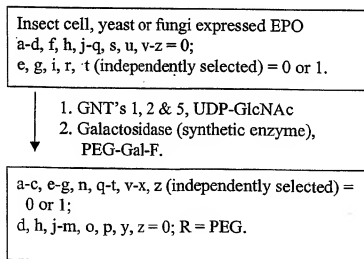 Insect cell, yeast or fungi expressed EPO
a-d, f, h, j-q, s, u, v-z = 0;
e, g, i, r, t (independently selected) = 0 or 1.
1. GNT's 1, 2 & 5, UDP-GlcNAc
2. Galactosidase (synthetic enzyme),
PEG-Gal-F.
a-c, e-g, n, q-t, v-x, z (independently selected) =
0 or 1;
d, h, j-m, o, p, y, z = 0; R = PEG.